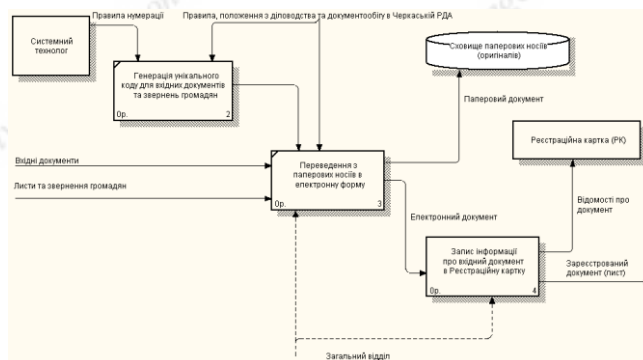 Правила нумерації
Правила, положення з діловодства та документообігу в Черкаській РДА
Системний
технолог
Сховище паперових носіїв
(оригіналів)
Генерація унікального
коду для вхідних документів
та звернень громадян
0р.
2
Паперовий документ
Реєстраційна картка (РК)
Вхідні документи
Переведення з
паперових носіїв в
електронну форму
0р.
3
Листи та звернення громадян
Відомості про
документ
Електронний документ
Запис інформації
про вхідний документ
в Реєстраційну картку
0р.
4
Зареєстрований
документ (лист)
Загальний відділ